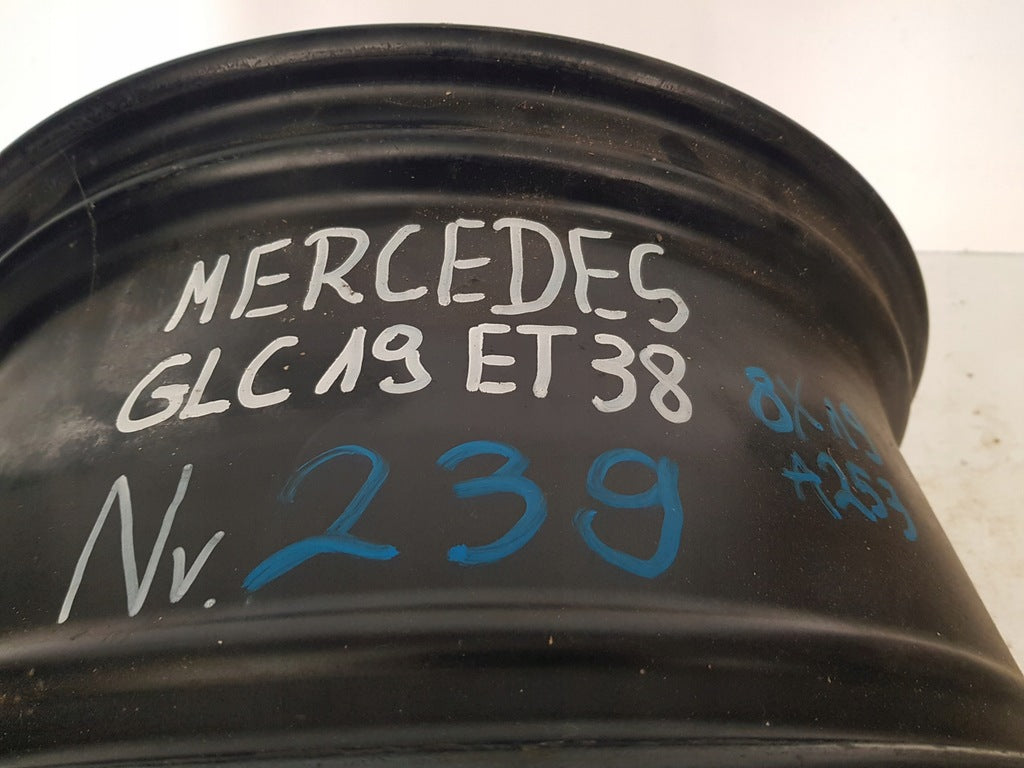 MERCEDES
GLC 19 ET 38
8X19
A253
Nr. 239